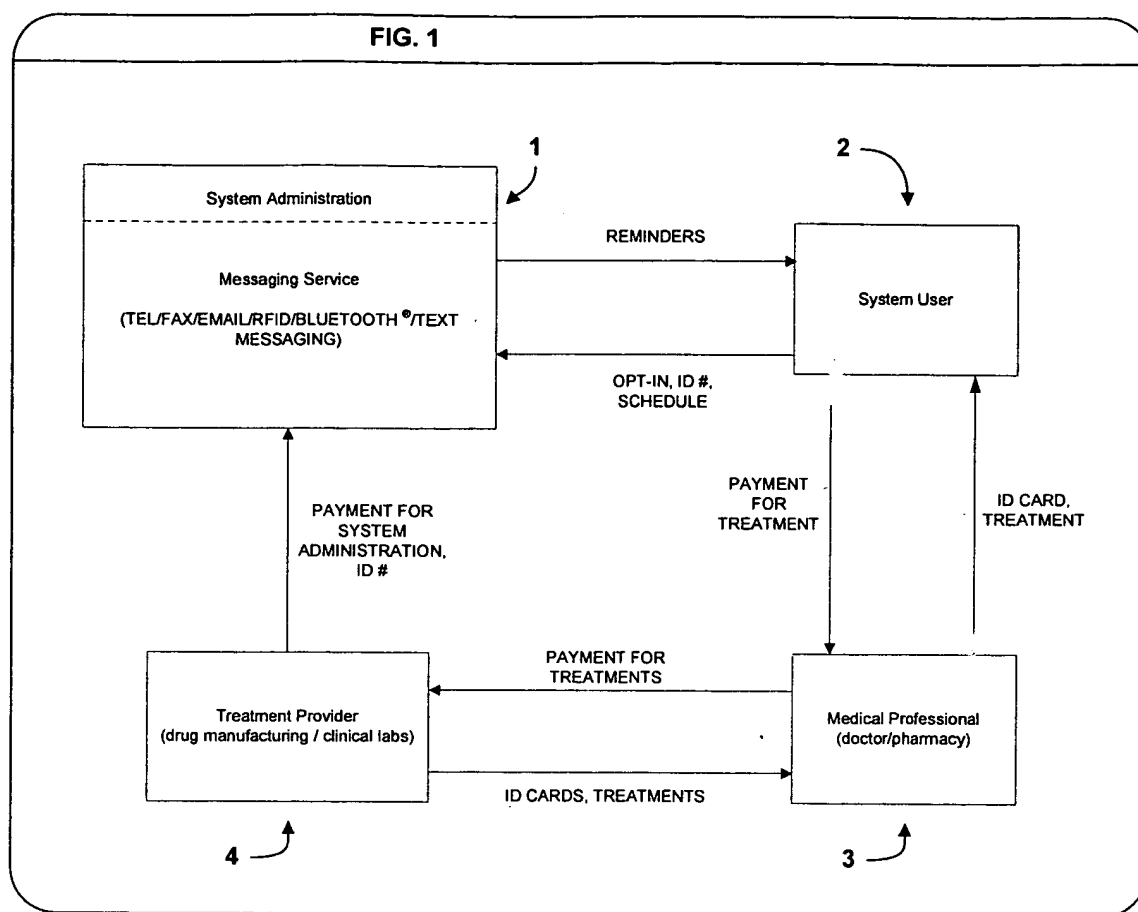 FIG. 1
1
2
System Administration
Messaging Service
(TEL/FAX/EMAIL/RFID/BLUETOOTH ®/TEXT
MESSAGING)
REMINDERS
System User
OPT-IN, ID #,
SCHEDULE
PAYMENT FOR
SYSTEM
ADMINISTRATION,
ID #
PAYMENT
FOR
TREATMENT
ID CARD,
TREATMENT
Treatment Provider
(drug manufacturing / clinical labs)
PAYMENT FOR
TREATMENTS
ID CARDS, TREATMENTS
Medical Professional
(doctor/pharmacy)
4
3